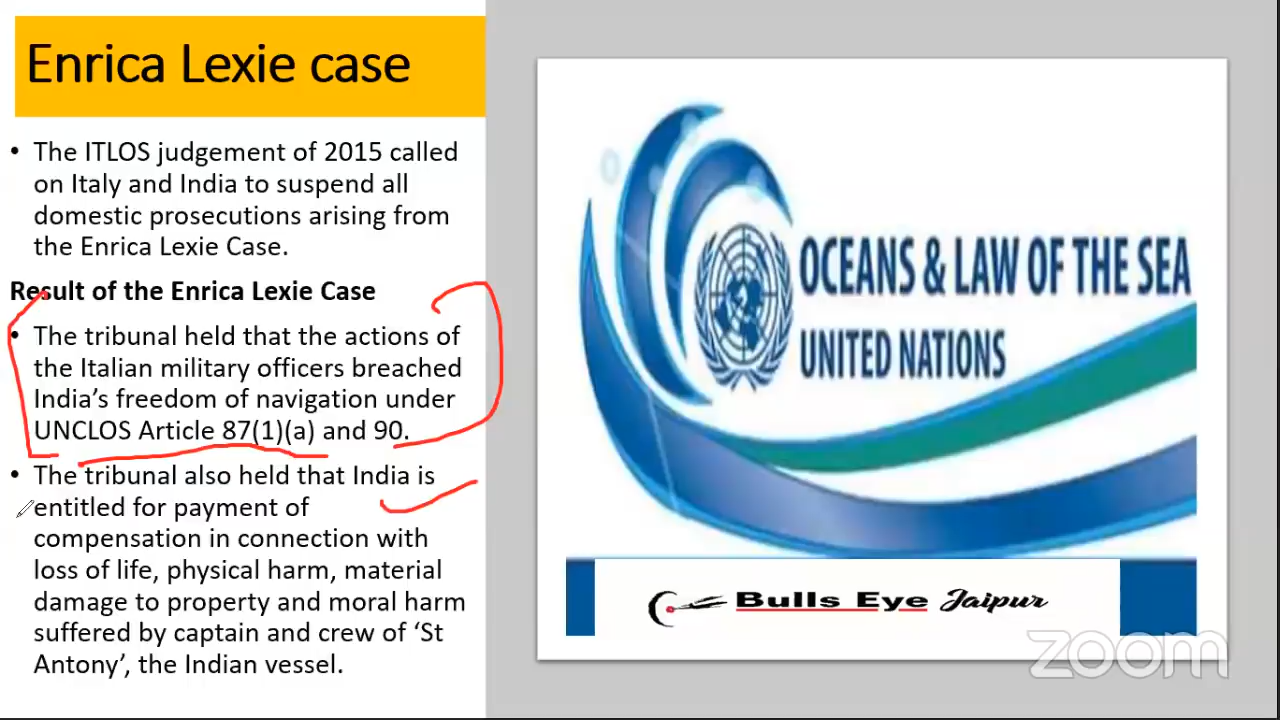 Enrica Lexie case
• The ITLOS judgement of 2015 called
on Italy and India to suspend all
domestic prosecutions arising from
the Enrica Lexie Case.
Result of the Enrica Lexie Case
• The tribunal held that the actions of
the Italian military officers breached
India's freedom of navigation under
UNCLOS Article 87(1)(a) and 90.
• The tribunal also held that India is
entitled for payment of
compensation in connection with
loss of life, physical harm, material
damage to property and moral harm
suffered by captain and crew of 'St
Antony', the Indian vessel.
OCEANS & LAW OF THE SEA
UNITED NATIONS
Bulls Eye Jaipur
zoom